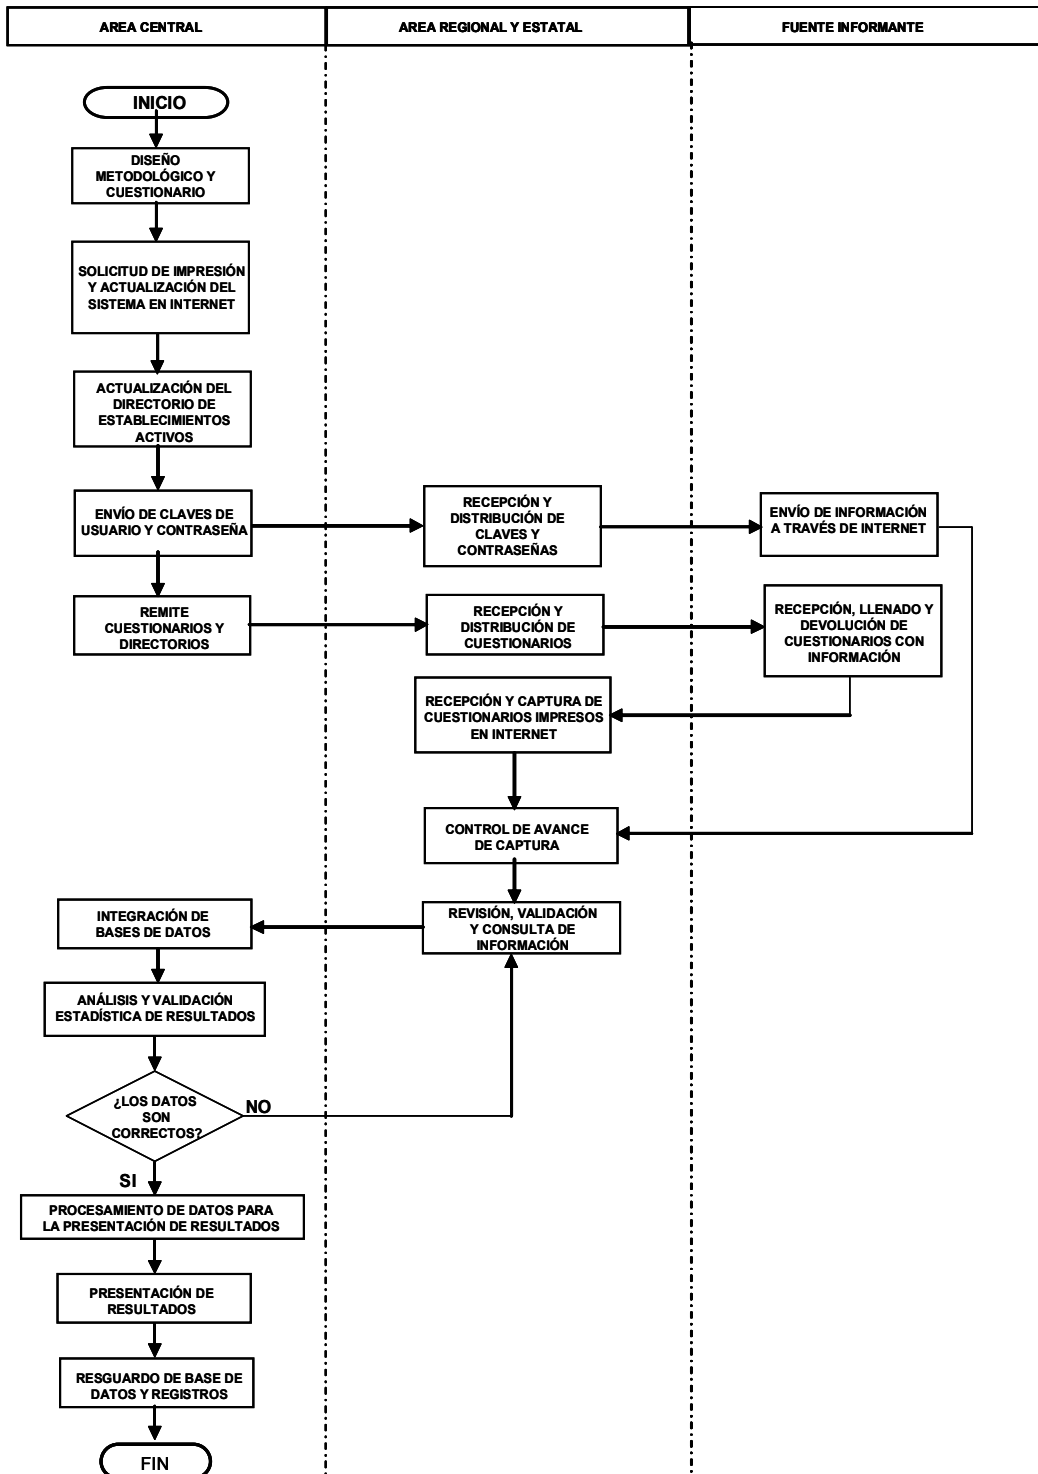 AREA CENTRAL
AREA REGIONAL Y ESTATAL
FUENTE INFORMANTE
INICIO
DISEÑO
METODOLÓGICO Y
CUESTIONARIO
SOLICITUD DE IMPRESIÓN
Y ACTUALIZACIÓN DEL
SISTEMA EN INTERNET
ACTUALIZACIÓN DEL
DIRECTORIO DE
ESTABLECIMIENTOS
ACTIVOS
ENVÍO DE CLAVES DE
USUARIO Y CONTRASEÑA
RECEPCIÓN Y
DISTRIBUCIÓN DE
CLAVES Y
CONTRASEÑAS
ENVÍO DE INFORMACIÓN
A TRAVÉS DE INTERNET
REMITE
CUESTIONARIOS Y
DIRECTORIOS
RECEPCIÓN Y
DISTRIBUCIÓN DE
CUESTIONARIOS
RECEPCIÓN, LLENADO Y
DEVOLUCIÓN DE
CUESTIONARIOS CON
INFORMACIÓN
RECEPCIÓN Y CAPTURA DE
CUESTIONARIOS IMPRESOS
EN INTERNET
CONTROL DE AVANCE
DE CAPTURA
REVISIÓN, VALIDACIÓN
Y CONSULTA DE
INFORMACIÓN
INTEGRACIÓN DE
BASES DE DATOS
ANÁLISIS Y VALIDACIÓN
ESTADÍSTICA DE RESULTADOS
¿LOS DATOS
SON
CORRECTOS?
NO
SI
PROCESAMIENTO DE DATOS PARA
LA PRESENTACIÓN DE RESULTADOS
PRESENTACIÓN DE
RESULTADOS
RESGUARDO DE BASE DE
DATOS Y REGISTROS
FIN